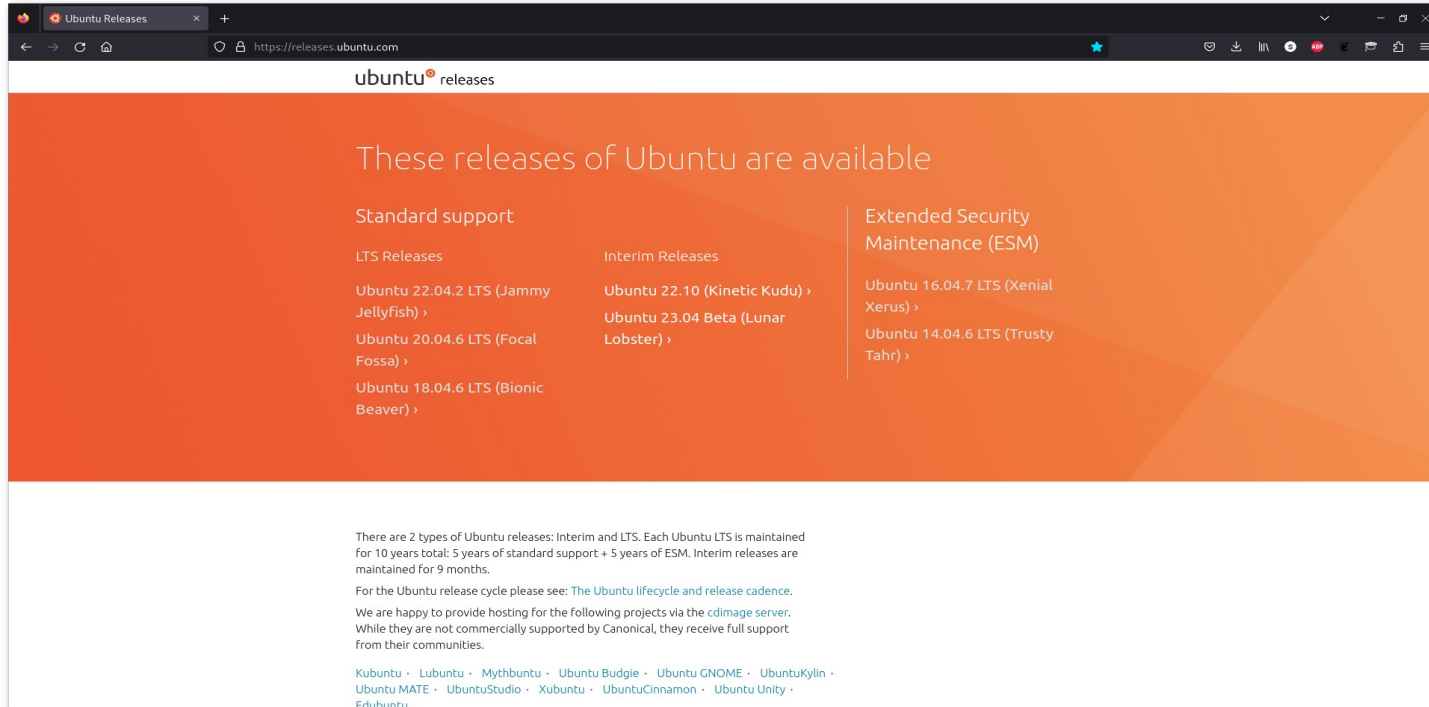 Ubuntu Releases
https://releases.ubuntu.com
ubuntu releases
These releases of Ubuntu are available
Standard support
LTS Releases
Ubuntu 22.04.2 LTS (Jammy
Jellyfish) ›
Ubuntu 20.04.6 LTS (Focal
Fossa) ›
Ubuntu 18.04.6 LTS (Bionic
Beaver) ›
Interim Releases
Ubuntu 22.10 (Kinetic Kudu) ›
Ubuntu 23.04 Beta (Lunar
Lobster) ›
Extended Security
Maintenance (ESM)
Ubuntu 16.04.7 LTS (Xenial
Xerus) ›
Ubuntu 14.04.6 LTS (Trusty
Tahr) ›
There are 2 types of Ubuntu releases: Interim and LTS. Each Ubuntu LTS is maintained
for 10 years total: 5 years of standard support + 5 years of ESM. Interim releases are
maintained for 9 months.
For the Ubuntu release cycle please see: The Ubuntu lifecycle and release cadence.
We are happy to provide hosting for the following projects via the cdimage server.
While they are not commercially supported by Canonical, they receive full support
from their communities.
Kubuntu · Lubuntu · Mythbuntu · Ubuntu Budgie · Ubuntu GNOME · UbuntuKylin ·
Ubuntu MATE · UbuntuStudio · Xubuntu · UbuntuCinnamon · Ubuntu Unity ·
Edubuntu